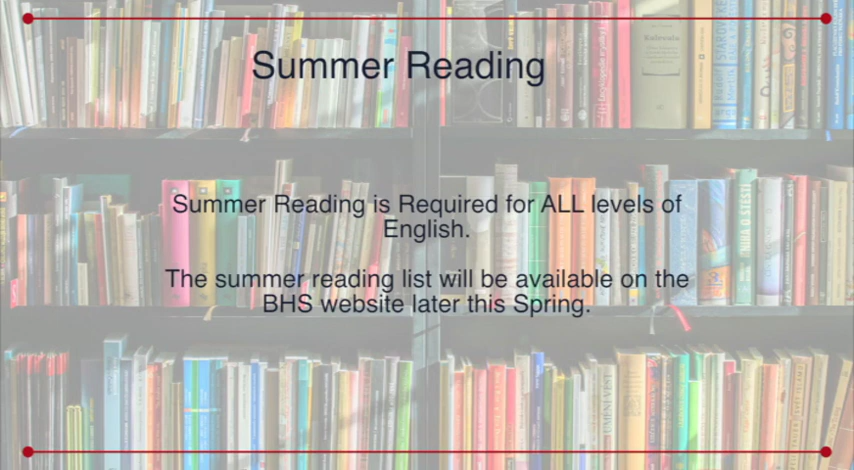 Summer Reading
Summer Reading is Required for ALL levels of
English.
The summer reading list will be available on the
BHS website later this Spring.